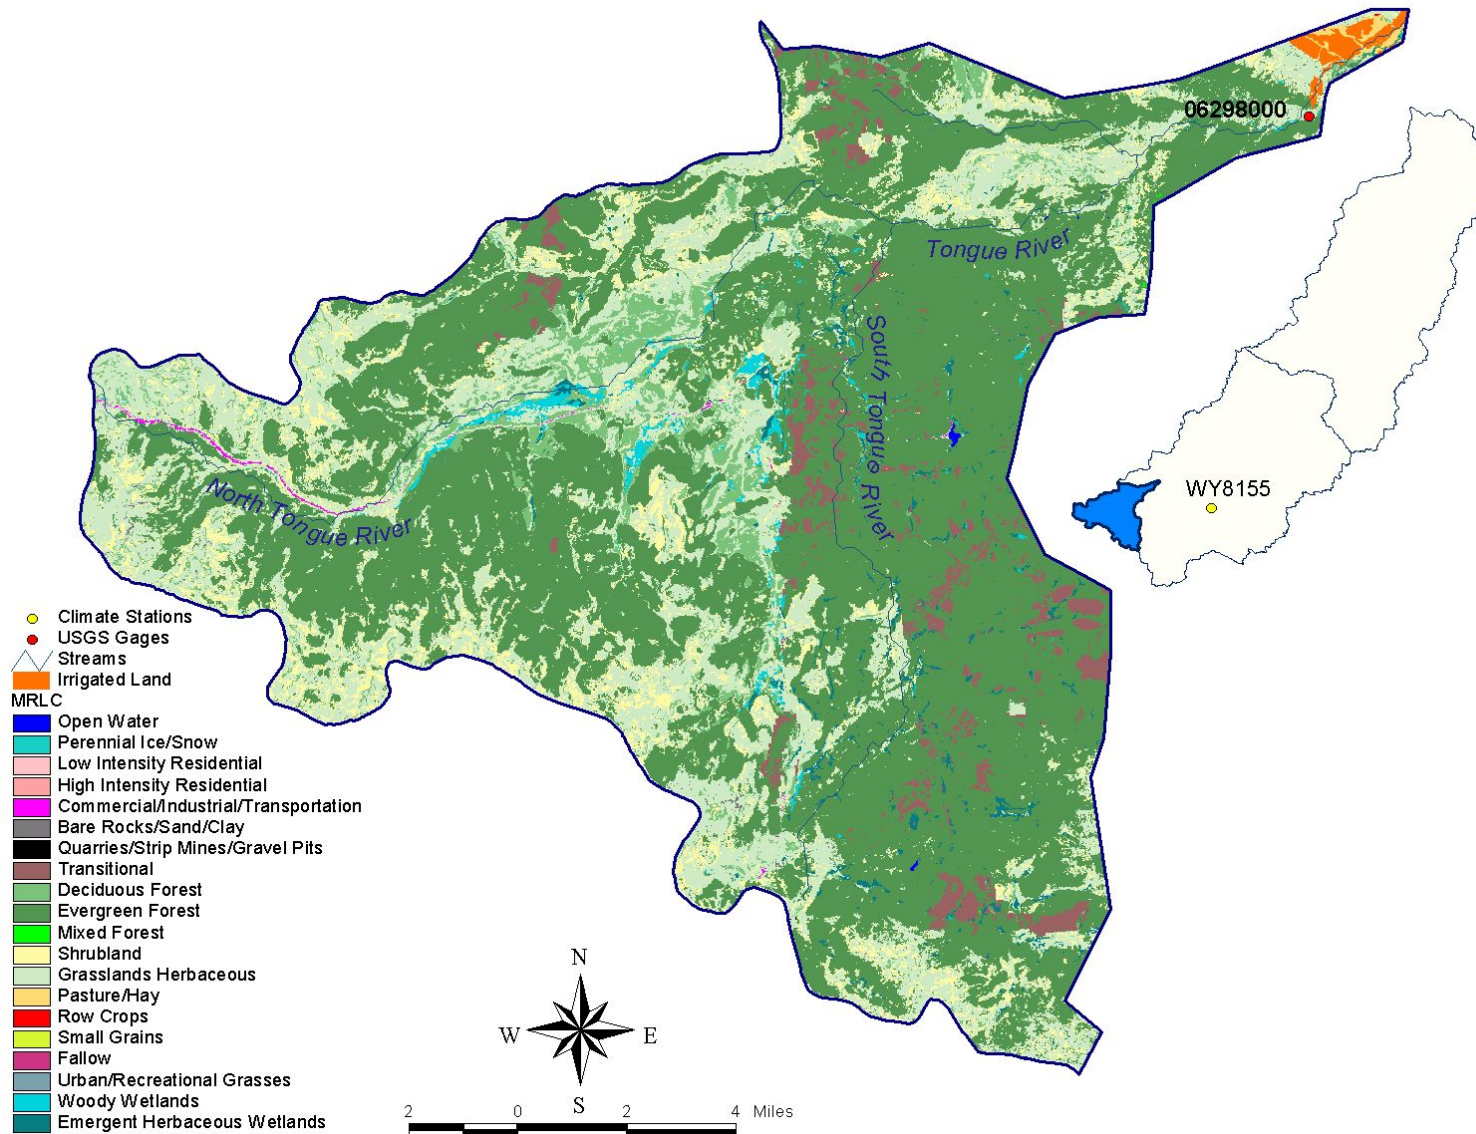 06298000
Tongue River
South Tongue River
WY8155
North Tongue River
Climate Stations
USGS Gages
Streams
Irrigated Land
MRLC
Open Water
Perennial Ice/Snow
Low Intensity Residential
High Intensity Residential
Commercial/Industrial/Transportation
Bare Rocks/Sand/Clay
Quarries/Strip Mines/Gravel Pits
Transitional
Deciduous Forest
Evergreen Forest
Mixed Forest
Shrubland
Grasslands Herbaceous
Pasture/Hay
Row Crops
Small Grains
Fallow
Urban/Recreational Grasses
Woody Wetlands
Emergent Herbaceous Wetlands
N
W E
S
2 0 2 4 Miles